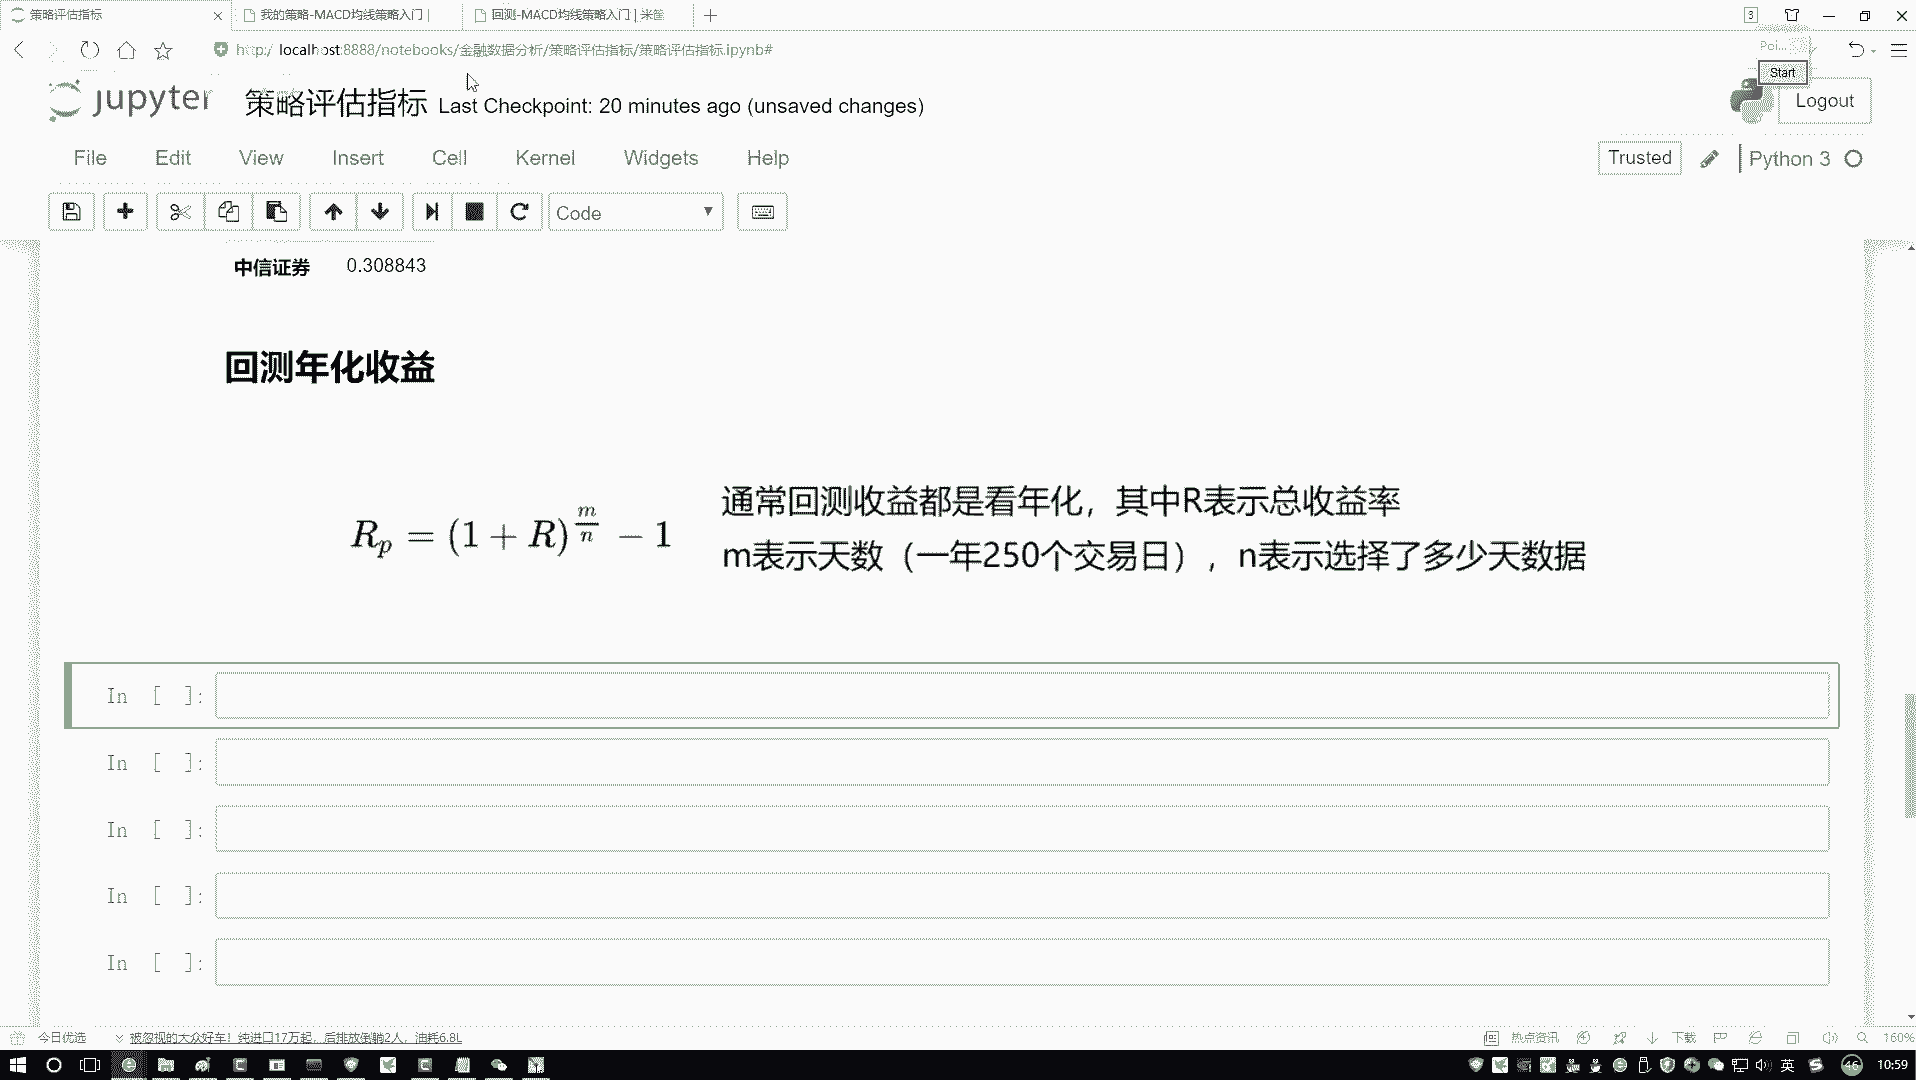 策略评估指标
我的策略-MACD均线策略入门 |
回测-MACD均线策略入门 | 米筐
3
http:/ localhost:8888/notebooks/金融数据分析/策略评估指标/策略评估指标.ipynb#
Poi...
Start
jupyter
策略评估指标 Last Checkpoint: 20 minutes ago (unsaved changes)
Logout
File Edit View Insert Cell Kernel Widgets Help
Trusted
Python 3
Code
中信证券 0.308843
回测年化收益
R_p = (1 + R)^{m/n} − 1
通常回测收益都是看年化，其中R表示总收益率
m表示天数（一年250个交易日），n表示选择了多少天数据
In [ ]:
In [ ]:
In [ ]:
In [ ]:
In [ ]:
今日优选
被忽视的大众好车！纯进口17万起，后排放倒躺2人，油耗6.8L
热点资讯
下载
160%
英
46
10:59